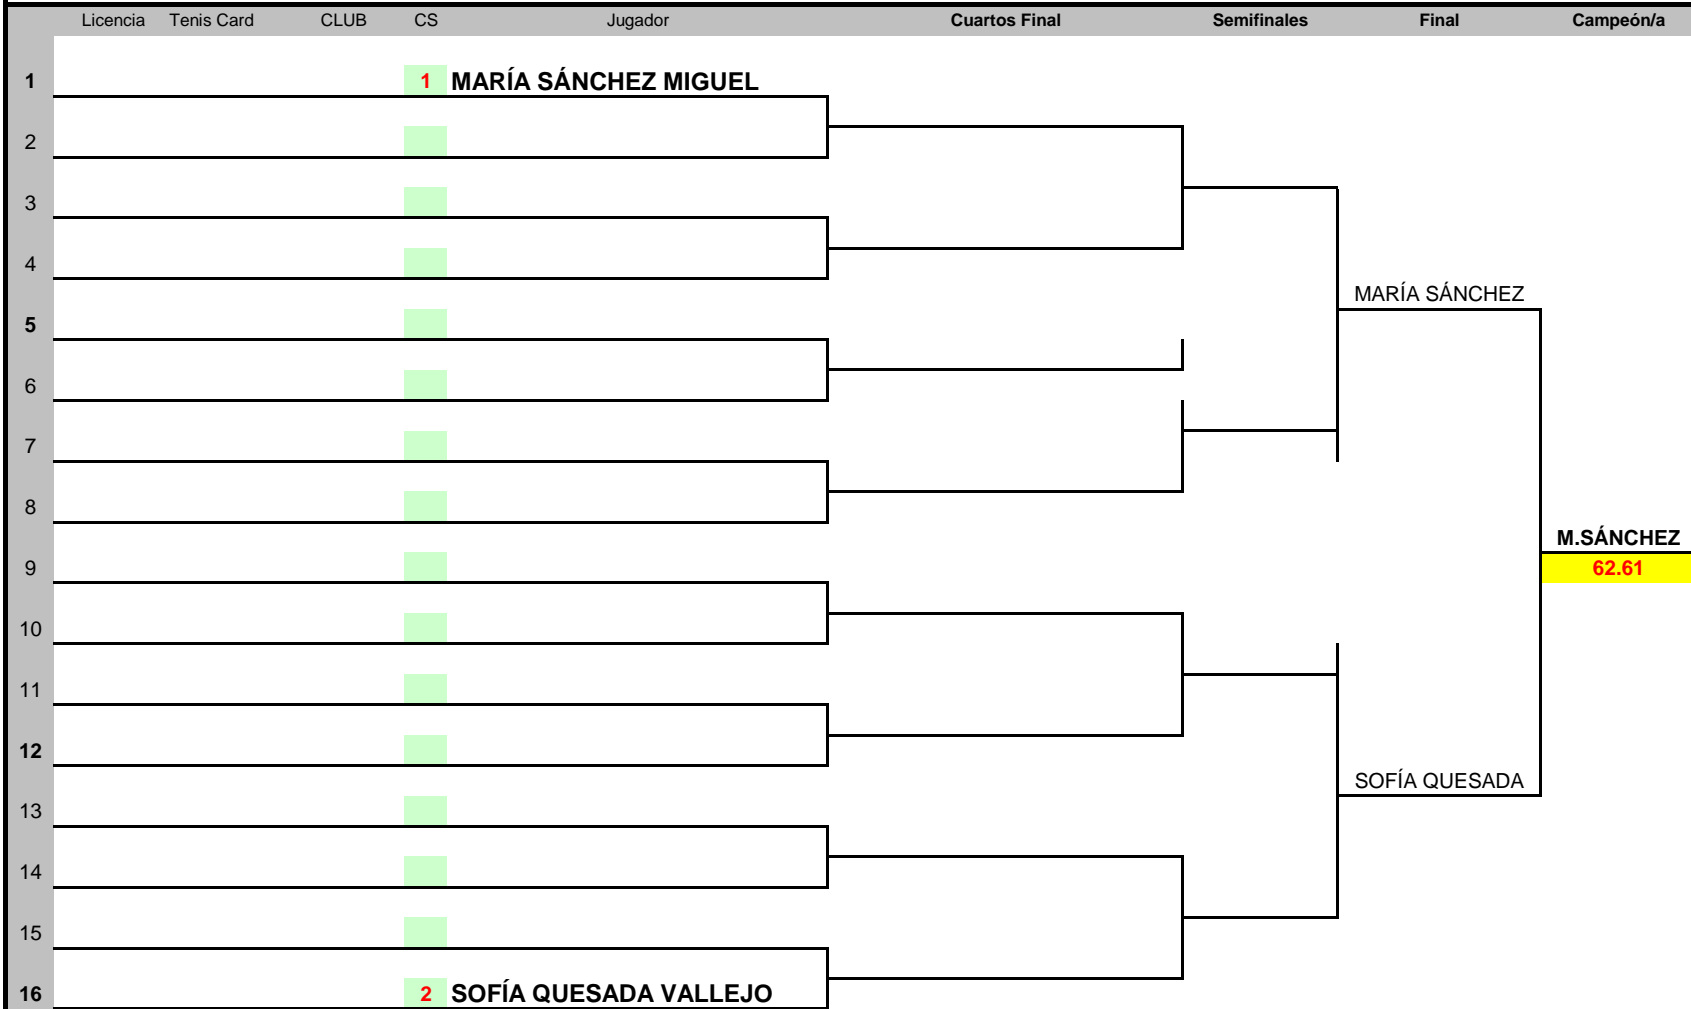 Licencia Tenis Card CLUB CS Jugador Cuartos Final Semifinales Final Campeón/a
1 1 MARÍA SÁNCHEZ MIGUEL
2
3
4
MARÍA SÁNCHEZ
5
6
7
8
M.SÁNCHEZ
9 62.61
10
11
12
SOFÍA QUESADA
13
14
15
16 2 SOFÍA QUESADA VALLEJO